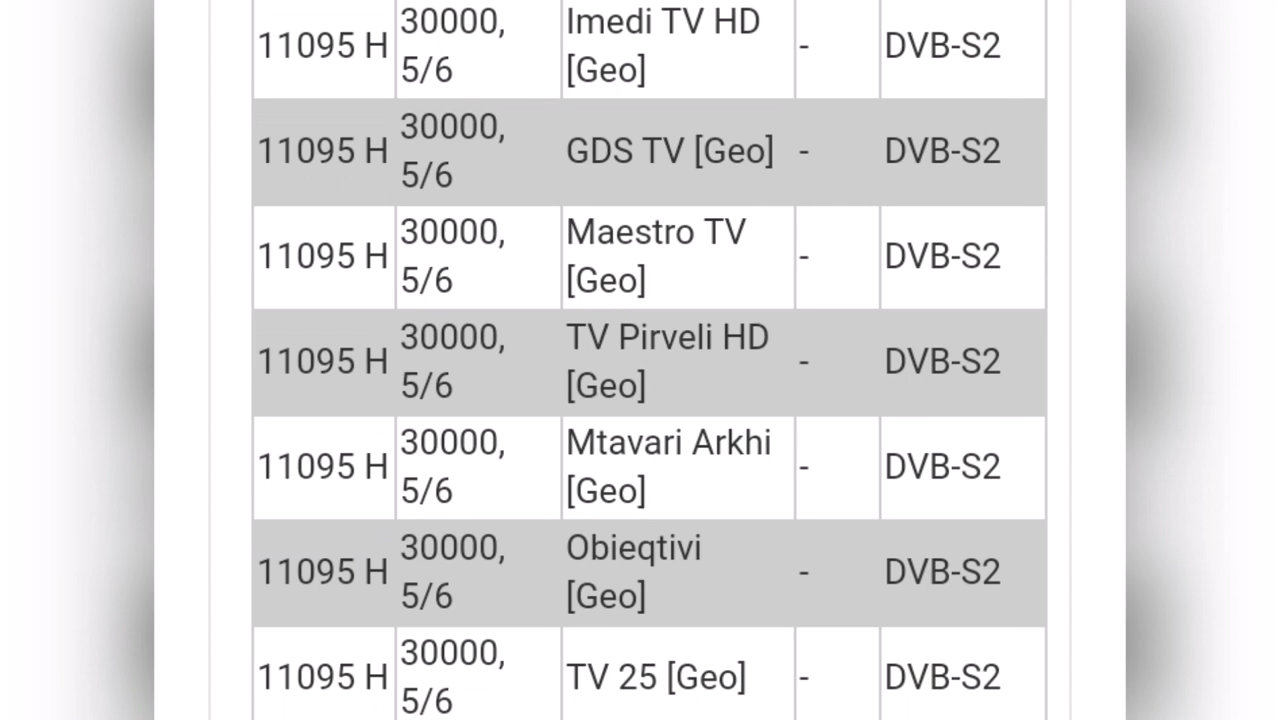 11095 H 30000, 5/6 Imedi TV HD [Geo] - DVB-S2
11095 H 30000, 5/6 GDS TV [Geo] - DVB-S2
11095 H 30000, 5/6 Maestro TV [Geo] - DVB-S2
11095 H 30000, 5/6 TV Pirveli HD [Geo] - DVB-S2
11095 H 30000, 5/6 Mtavari Arkhi [Geo] - DVB-S2
11095 H 30000, 5/6 Obieqtivi [Geo] - DVB-S2
11095 H 30000, 5/6 TV 25 [Geo] - DVB-S2